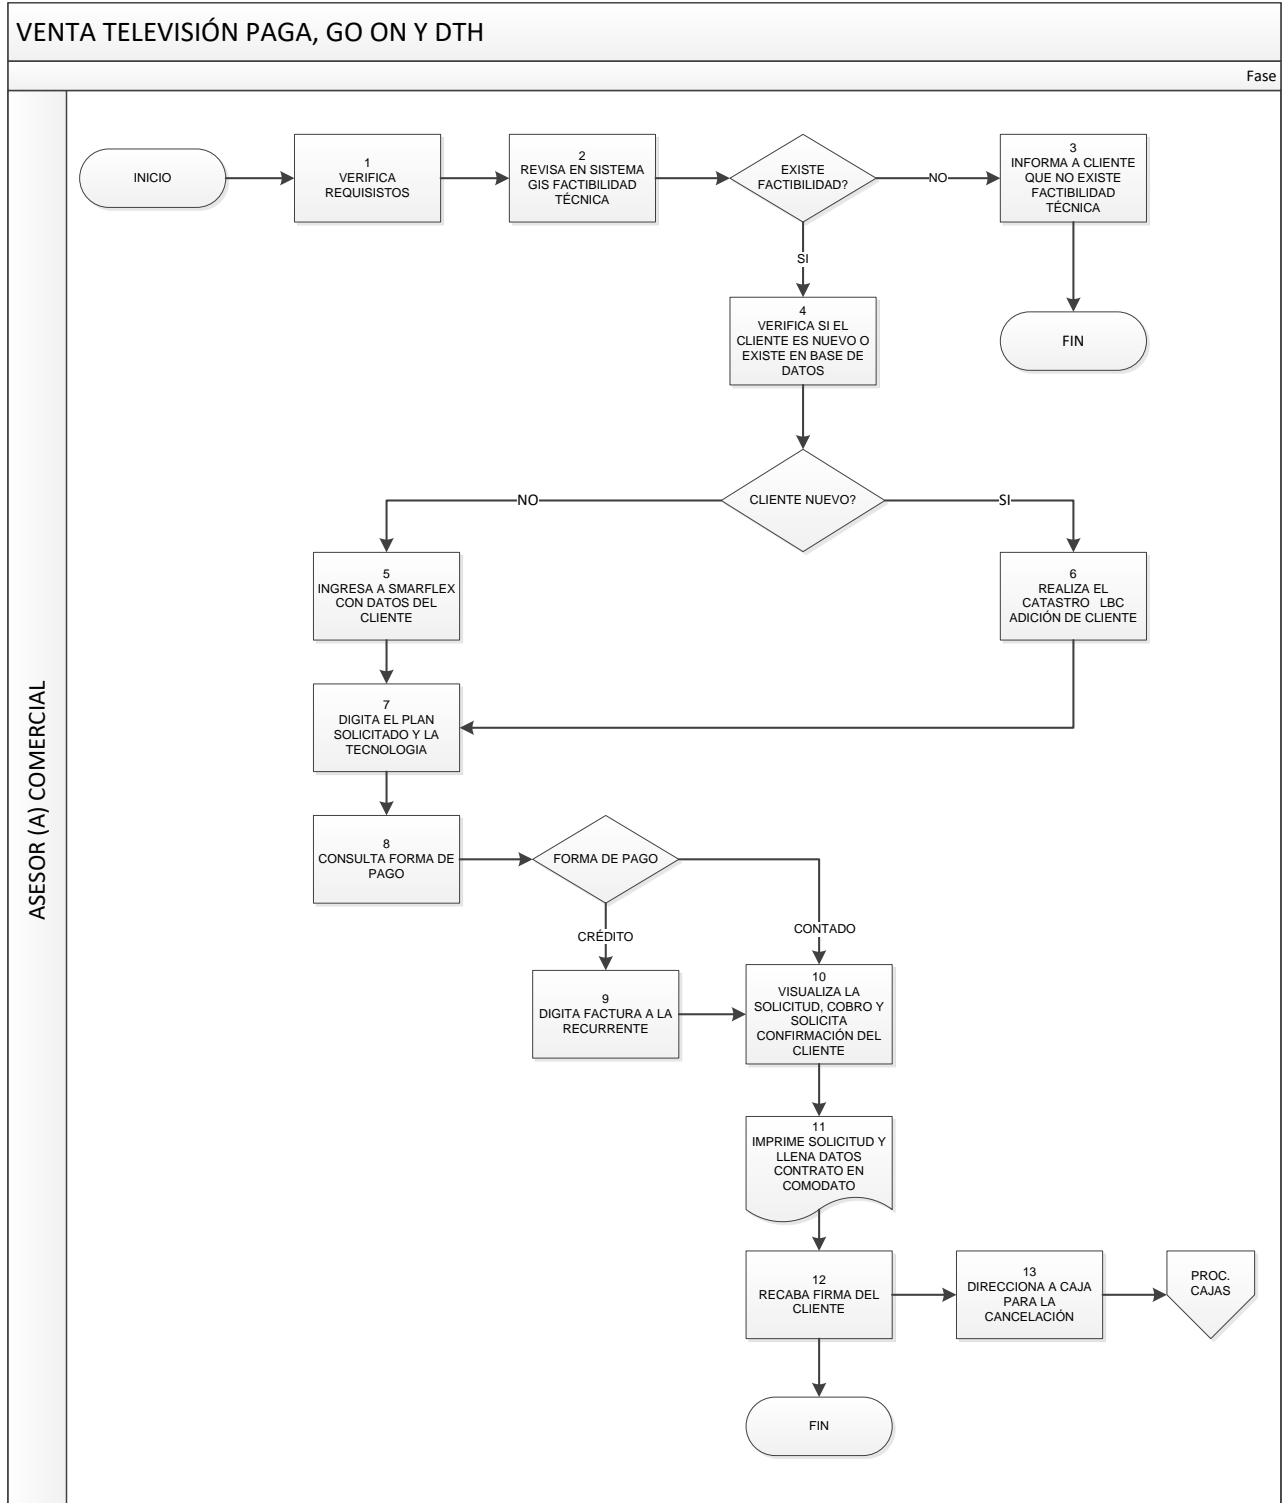 VENTA TELEVISIÓN PAGA, GO ON Y DTH
Fase
ASESOR (A) COMERCIAL
INICIO
1
VERIFICA
REQUISISTOS
2
REVISA EN SISTEMA
GIS FACTIBILIDAD
TÉCNICA
EXISTE
FACTIBILIDAD?
NO
3
INFORMA A CLIENTE
QUE NO EXISTE
FACTIBILIDAD
TÉCNICA
SI
FIN
4
VERIFICA SI EL
CLIENTE ES NUEVO O
EXISTE EN BASE DE
DATOS
CLIENTE NUEVO?
NO
SI
5
INGRESA A SMARFLEX
CON DATOS DEL
CLIENTE
6
REALIZA EL
CATASTRO LBC
ADICIÓN DE CLIENTE
7
DIGITA EL PLAN
SOLICITADO Y LA
TECNOLOGIA
8
CONSULTA FORMA DE
PAGO
FORMA DE PAGO
CRÉDITO
CONTADO
9
DIGITA FACTURA A LA
RECURRENTE
10
VISUALIZA LA
SOLICITUD, COBRO Y
SOLICITA
CONFIRMACIÓN DEL
CLIENTE
11
IMPRIME SOLICITUD Y
LLENA DATOS
CONTRATO EN
COMODATO
12
RECABA FIRMA DEL
CLIENTE
13
DIRECCIONA A CAJA
PARA LA
CANCELACIÓN
PROC.
CAJAS
FIN